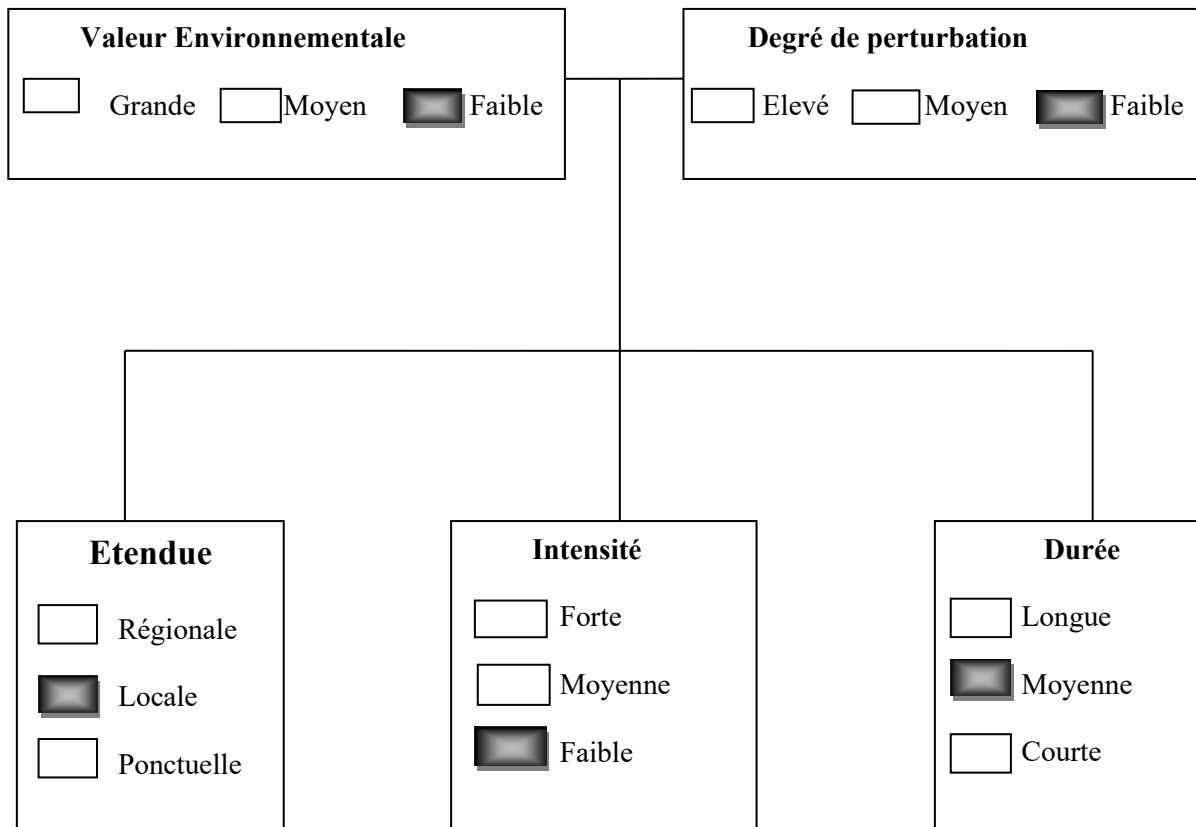 Valeur Environnementale
Grande Moyen Faible
Degré de perturbation
Elevé Moyen Faible
Etendue
Régionale
Locale
Ponctuelle
Intensité
Forte
Moyenne
Faible
Durée
Longue
Moyenne
Courte